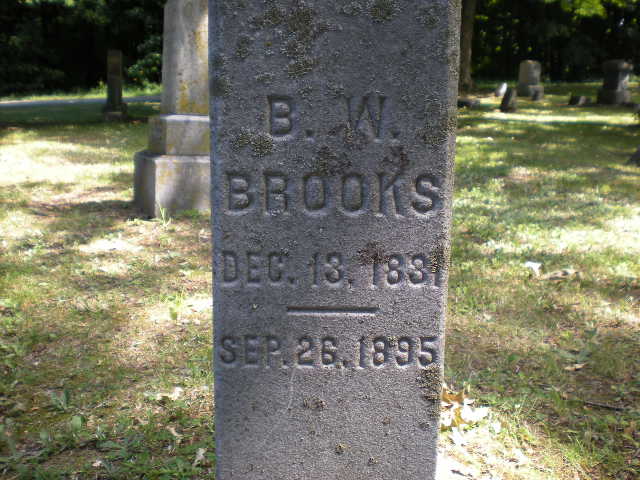 B. W.
BROOKS
DEC. 13, 1831
SEP. 26, 1895